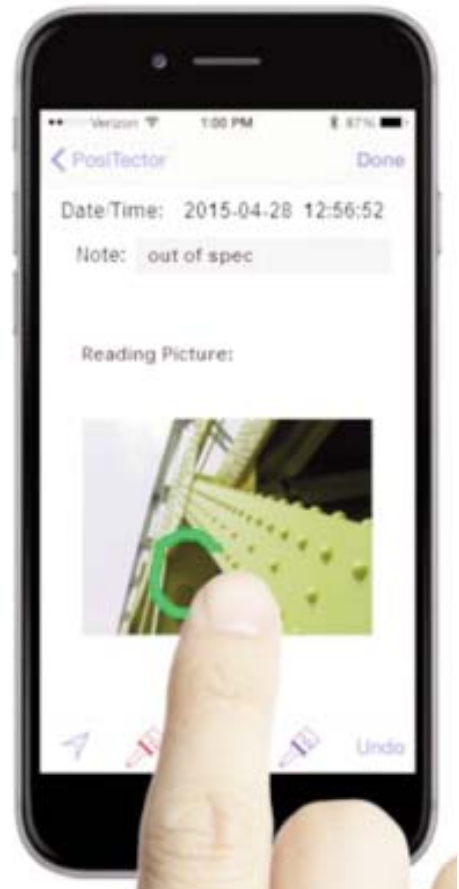 Verizon 1:00 PM 87%
PosiTector Done
Date/Time: 2015-04-28 12:56:52
Note: out of spec
Reading Picture:
Undo